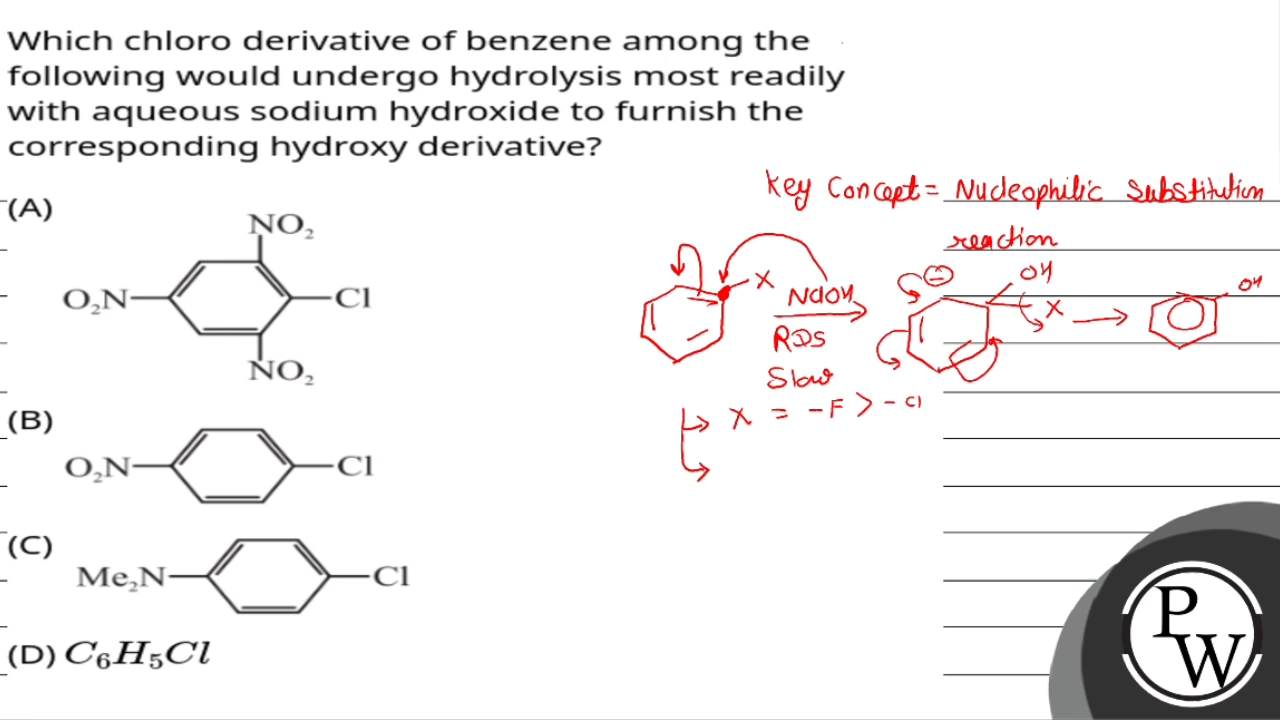 Which chloro derivative of benzene among the
following would undergo hydrolysis most readily
with aqueous sodium hydroxide to furnish the
corresponding hydroxy derivative?
Key Concept = Nucleophilic Substitution
reaction
(A)
NO₂
O₂N Cl
NO₂
X NaOH
RDS
Slow
⊖ OH
X
OH
X = -F > -Cl
(B)
O₂N Cl
(C)
Me₂N Cl
(D) C₆H₅Cl
P
W